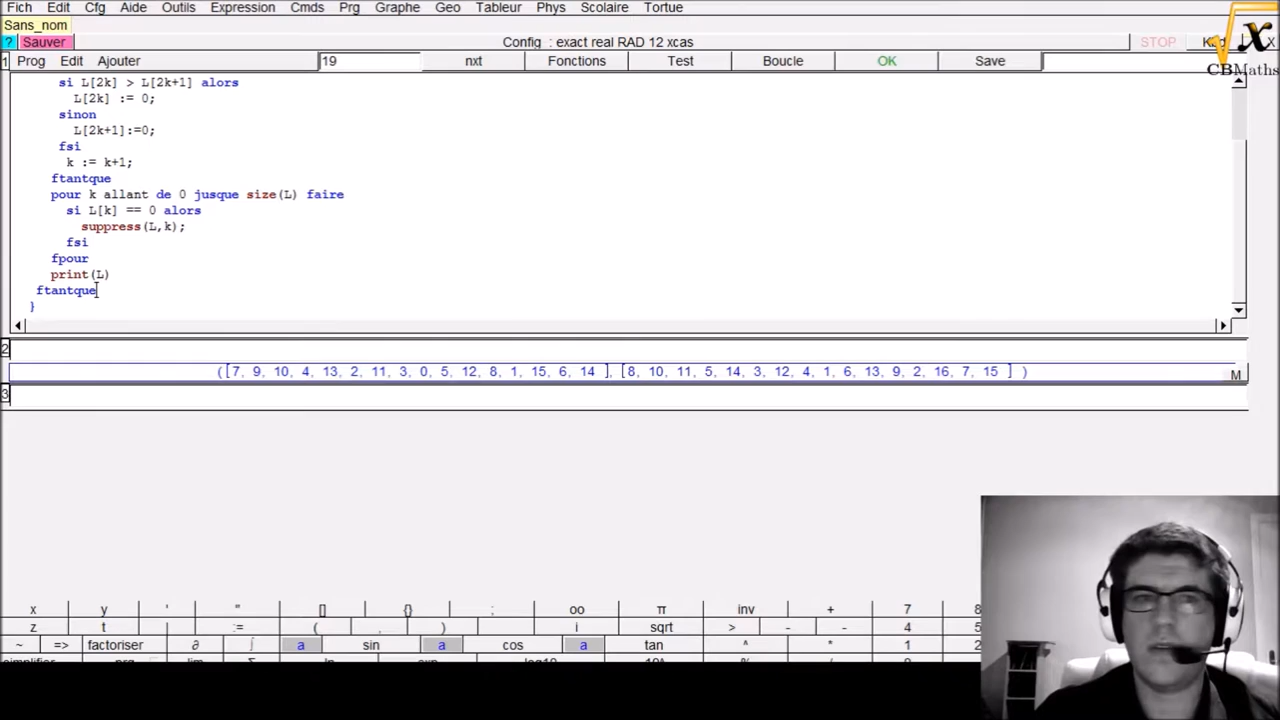 Fich Edit Cfg Aide Outils Expression Cmds Prg Graphe Geo Tableur Phys Scolaire Tortue
Sans_nom
? Sauver Config : exact real RAD 12 xcas STOP X
CBMaths
1 Prog Edit Ajouter 19 nxt Fonctions Test Boucle OK Save
si L[2k] > L[2k+1] alors
L[2k] := 0;
sinon
L[2k+1]:=0;
fsi
k := k+1;
ftantque
pour k allant de 0 jusque size(L) faire
si L[k] == 0 alors
suppress(L,k);
fsi
fpour
print(L)
ftantque
}
2
([7, 9, 10, 4, 13, 2, 11, 3, 0, 5, 12, 8, 1, 15, 6, 14 ], [8, 10, 11, 5, 14, 3, 12, 4, 1, 6, 13, 9, 2, 16, 7, 15 ] ) M
3
x y ' " [] {} ; oo π inv + 7 8
z t | := ( , ) i sqrt > - - 4 5
~ => factoriser ∂ ∫ a sin a cos a tan ^ * 1 2